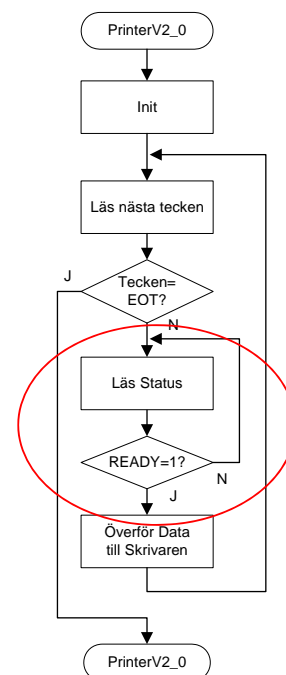 PrinterV2_0
Init
Läs nästa tecken
J
Tecken=
EOT?
N
Läs Status
READY=1?
N
J
Överför Data
till Skrivaren
PrinterV2_0